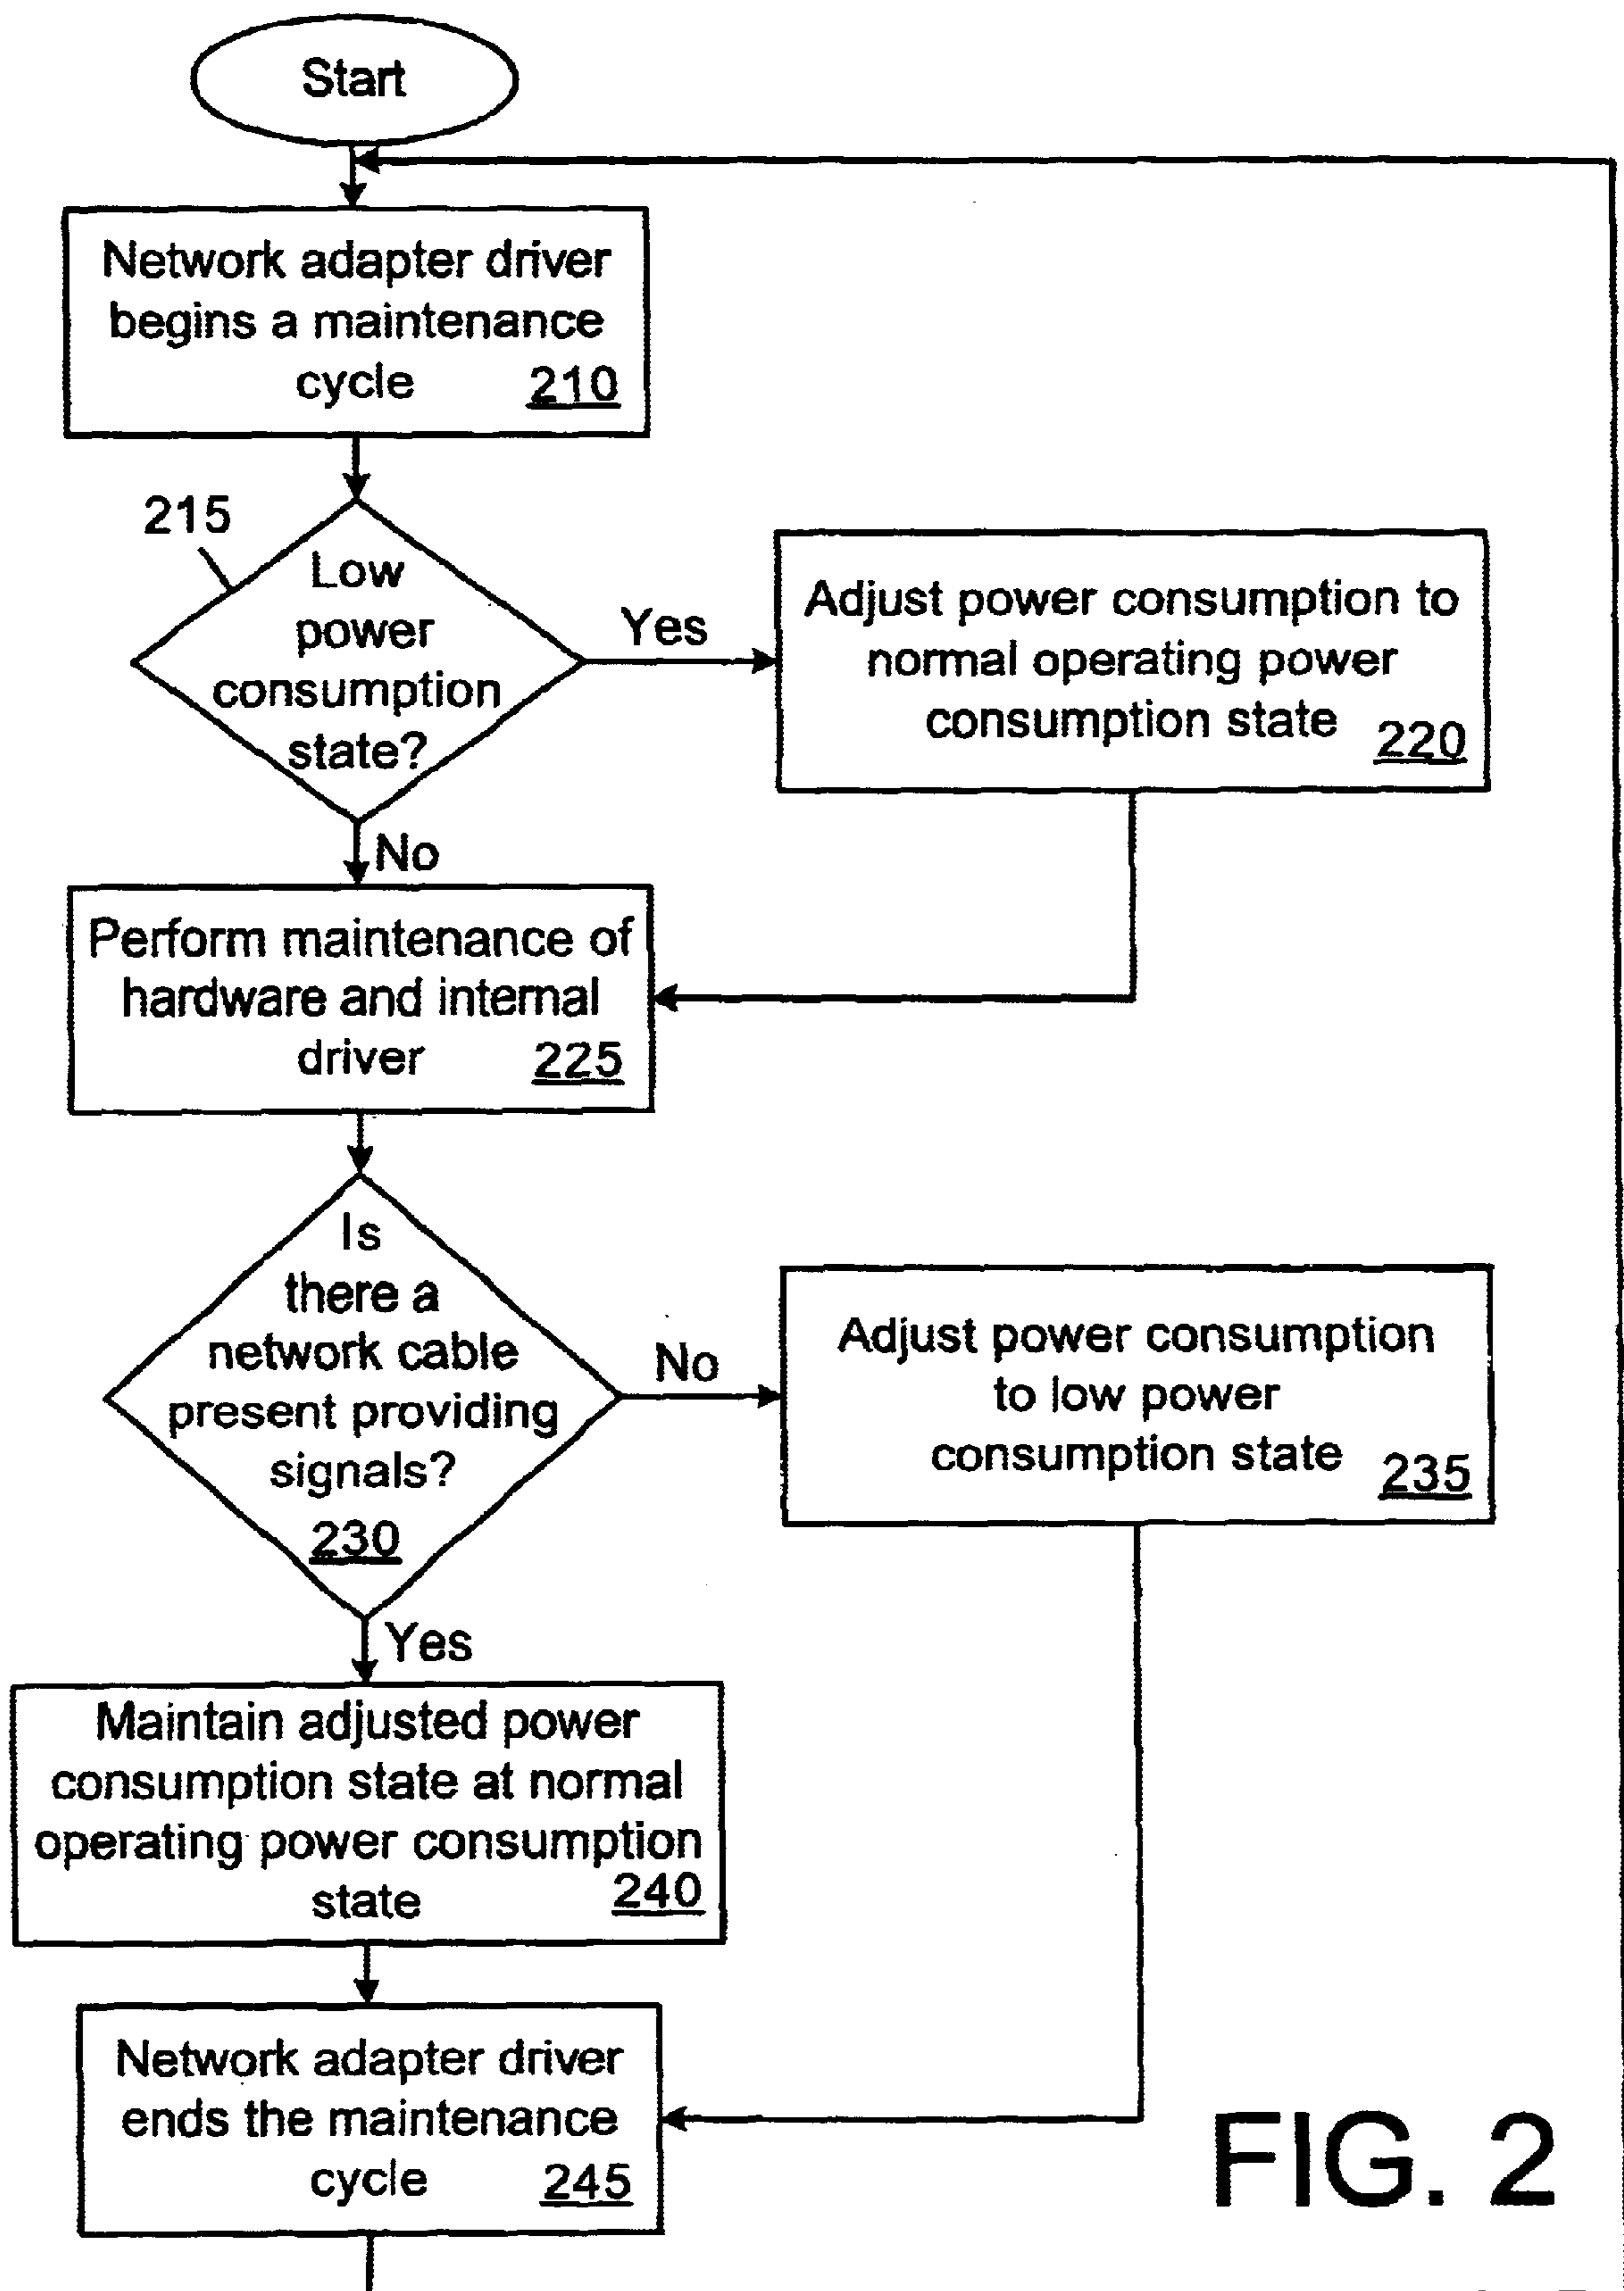 Start
Network adapter driver
begins a maintenance
cycle 210
215
Low
power
consumption
state?
Yes
Adjust power consumption to
normal operating power
consumption state 220
No
Perform maintenance of
hardware and internal
driver 225
Is
there a
network cable
present providing
signals?
230
No
Adjust power consumption
to low power
consumption state 235
Yes
Maintain adjusted power
consumption state at normal
operating power consumption
state 240
Network adapter driver
ends the maintenance
cycle 245
FIG. 2